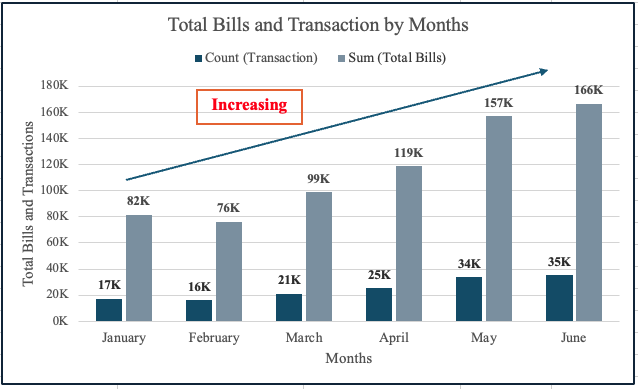 Total Bills and Transaction by Months
Count (Transaction) Sum (Total Bills)
Increasing
180K
160K
140K
120K
100K
80K
60K
40K
20K
0K
Total Bills and Transactions
17K
82K
16K
76K
21K
99K
25K
119K
34K
157K
35K
166K
January February March April May June
Months